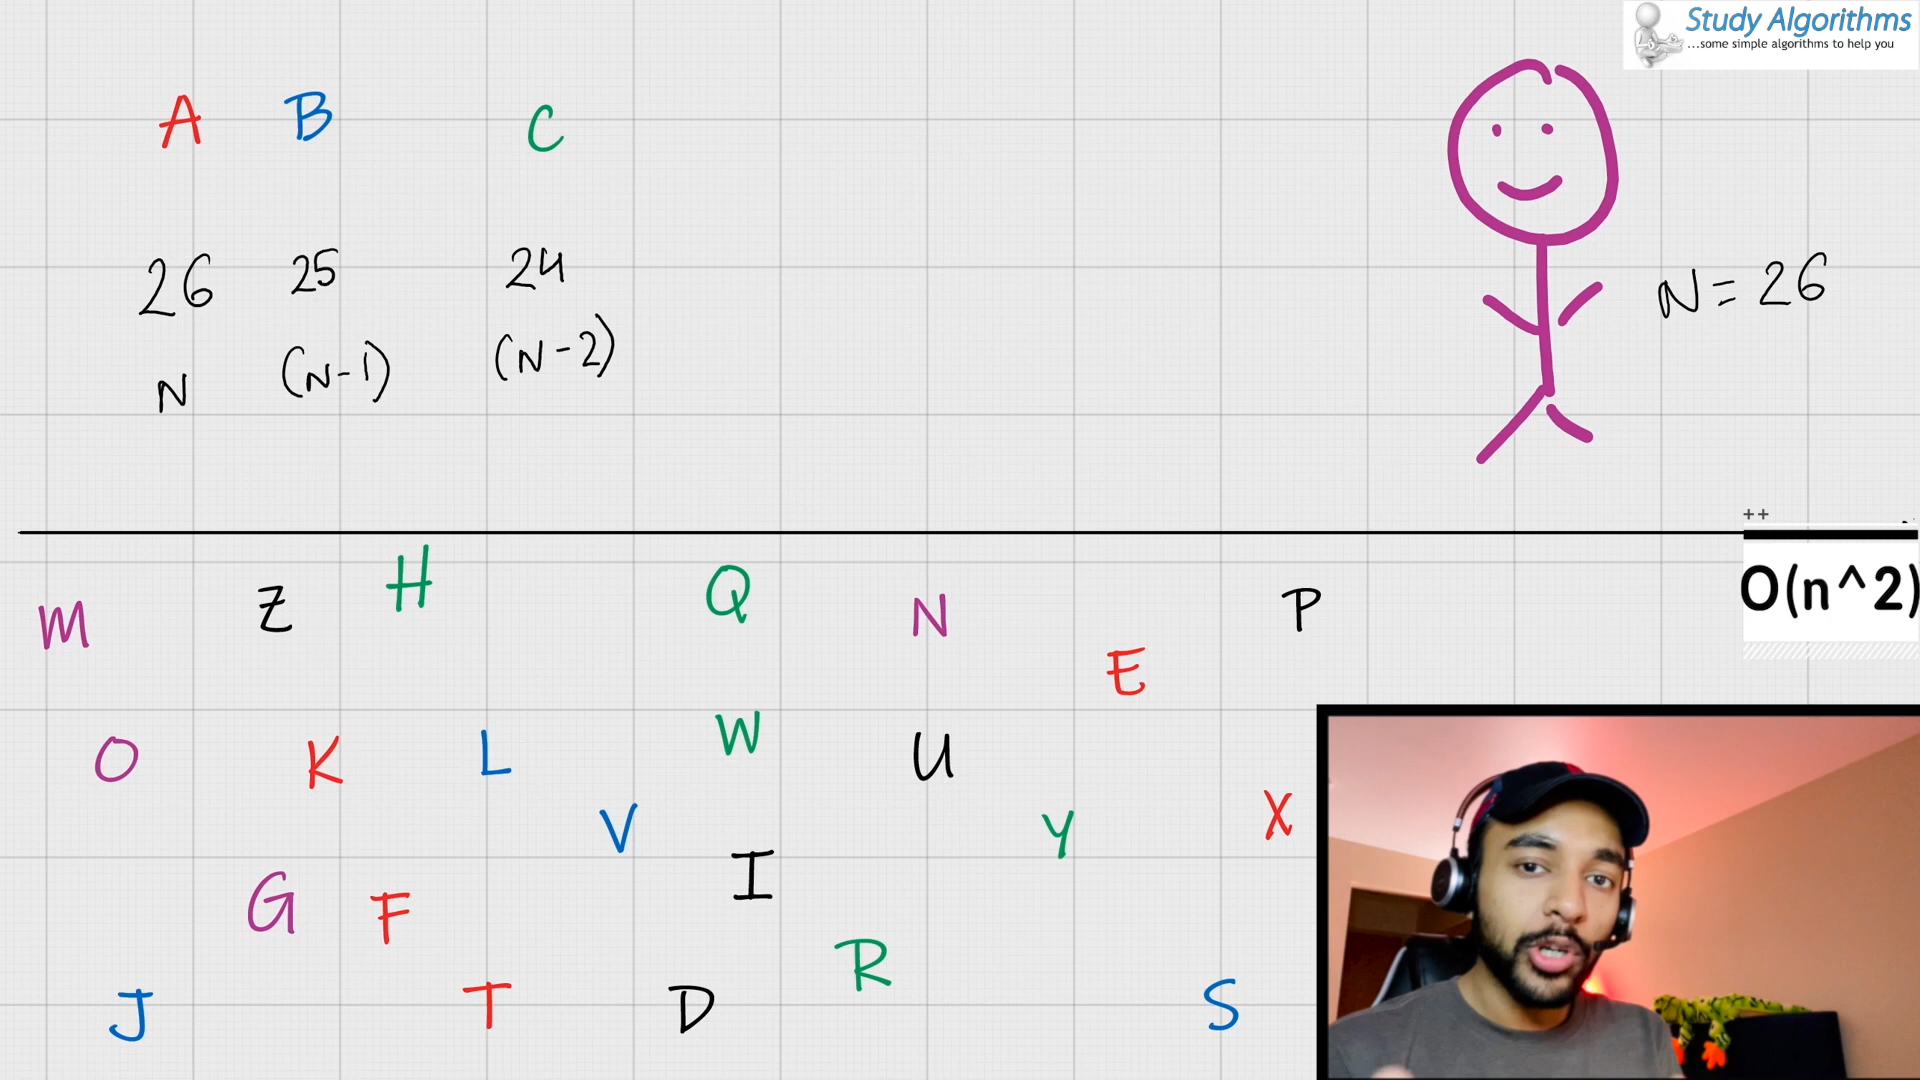 Study Algorithms
...some simple algorithms to help you
A B C
26 25 24
N (N-1) (N-2)
N = 26
++
O(n^2)
M Z H Q N E P
O K L W U
V I Y X
G F
J T D R S